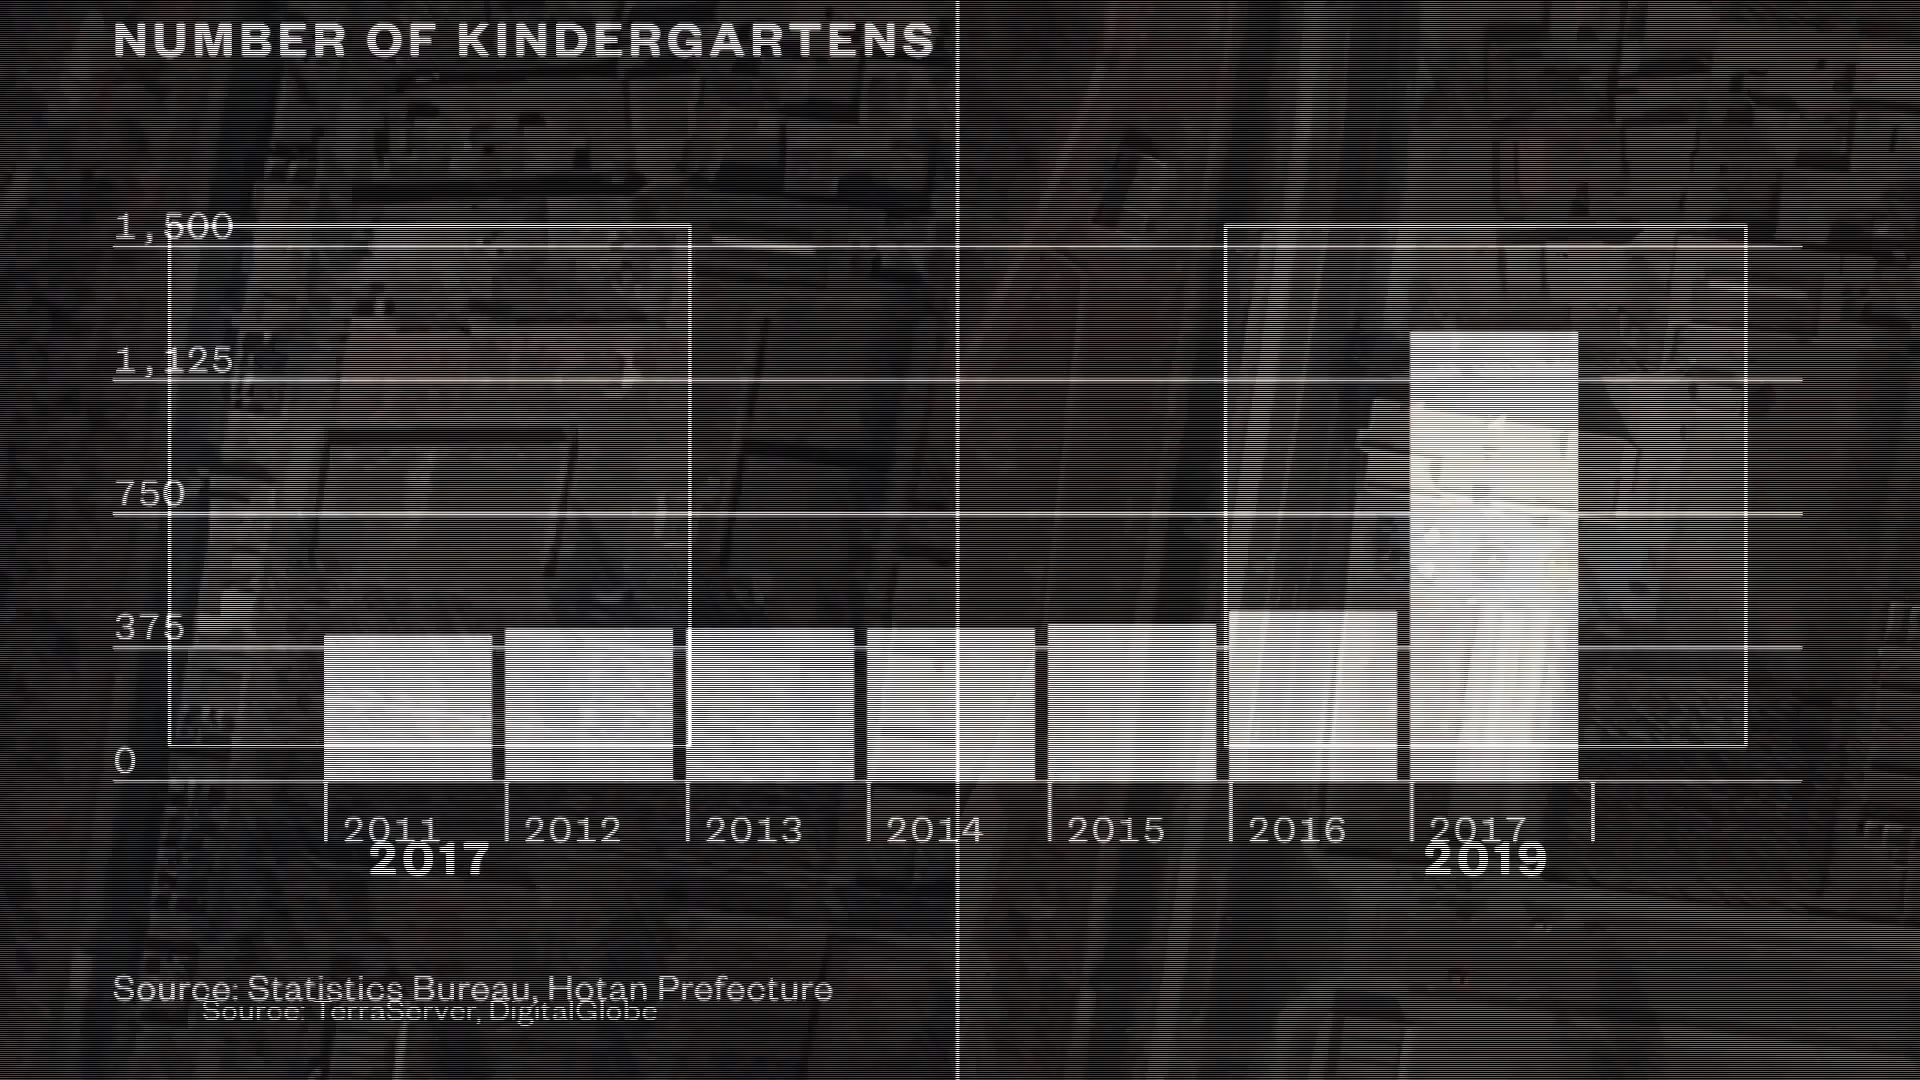 NUMBER OF KINDERGARTENS
1,500
1,125
750
375
0
2011 2012 2013 2014 2015 2016 2017
2017 2019
Source: Statistics Bureau, Hotan Prefecture
Source: TerraServer, DigitalGlobe